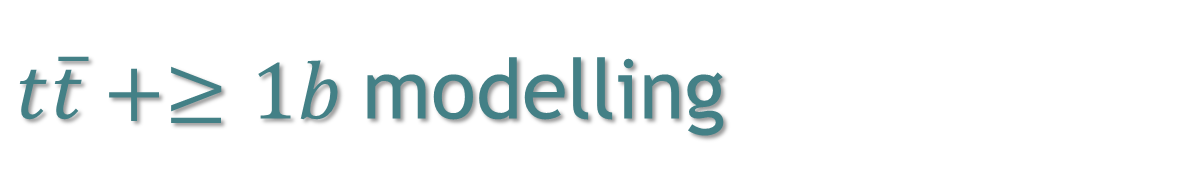 tt̄ +≥ 1b modelling